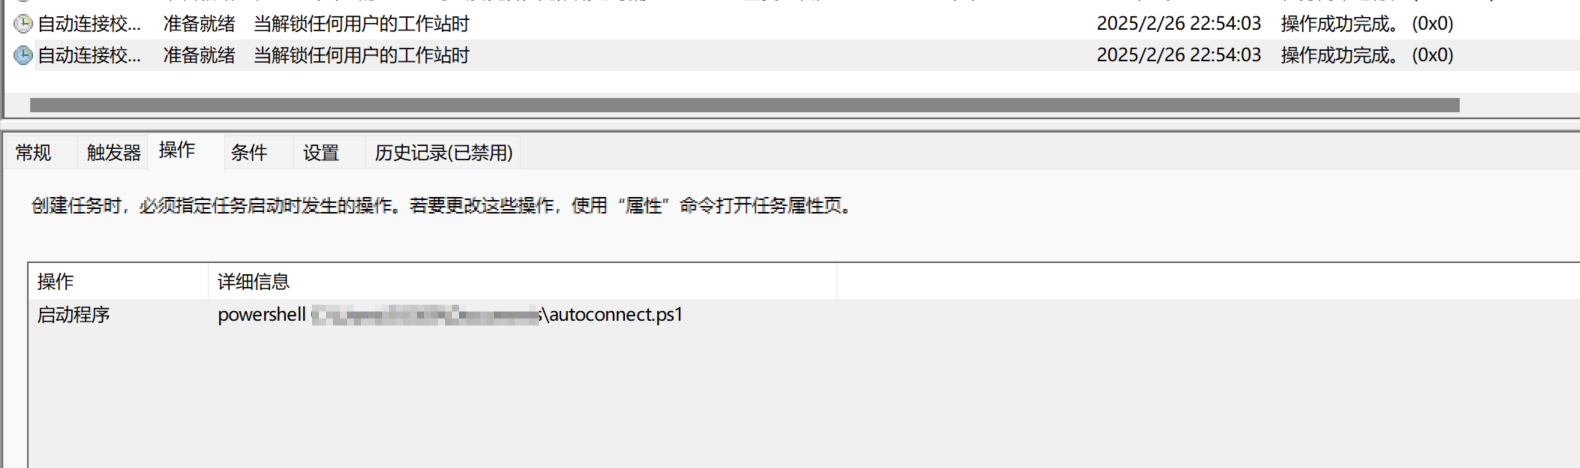 自动连接校... 准备就绪 当解锁任何用户的工作站时 2025/2/26 22:54:03 操作成功完成。 (0x0)
自动连接校... 准备就绪 当解锁任何用户的工作站时 2025/2/26 22:54:03 操作成功完成。 (0x0)
常规 触发器 操作 条件 设置 历史记录(已禁用)
创建任务时，必须指定任务启动时发生的操作。若要更改这些操作，使用“属性”命令打开任务属性页。
操作 详细信息
启动程序 powershell s\autoconnect.ps1